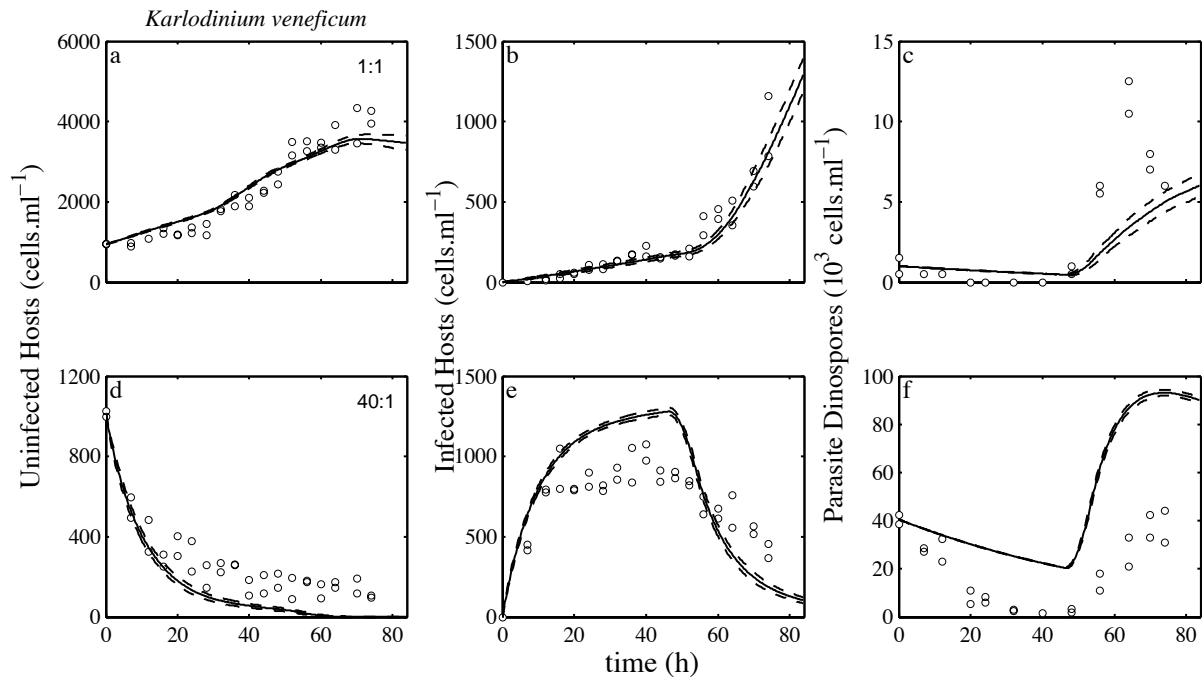 Karlodinium veneficum
6000
4000
2000
0
a
1:1
1500
1000
500
0
b
15
10
5
0
c
1200
800
400
0
0 20 40 60 80
d
40:1
1500
1000
500
0
0 20 40 60 80
e
100
80
60
40
20
0
0 20 40 60 80
f
Uninfected Hosts (cells.ml−1)
Infected Hosts (cells.ml−1)
Parasite Dinospores (10^3 cells.ml−1)
time (h)